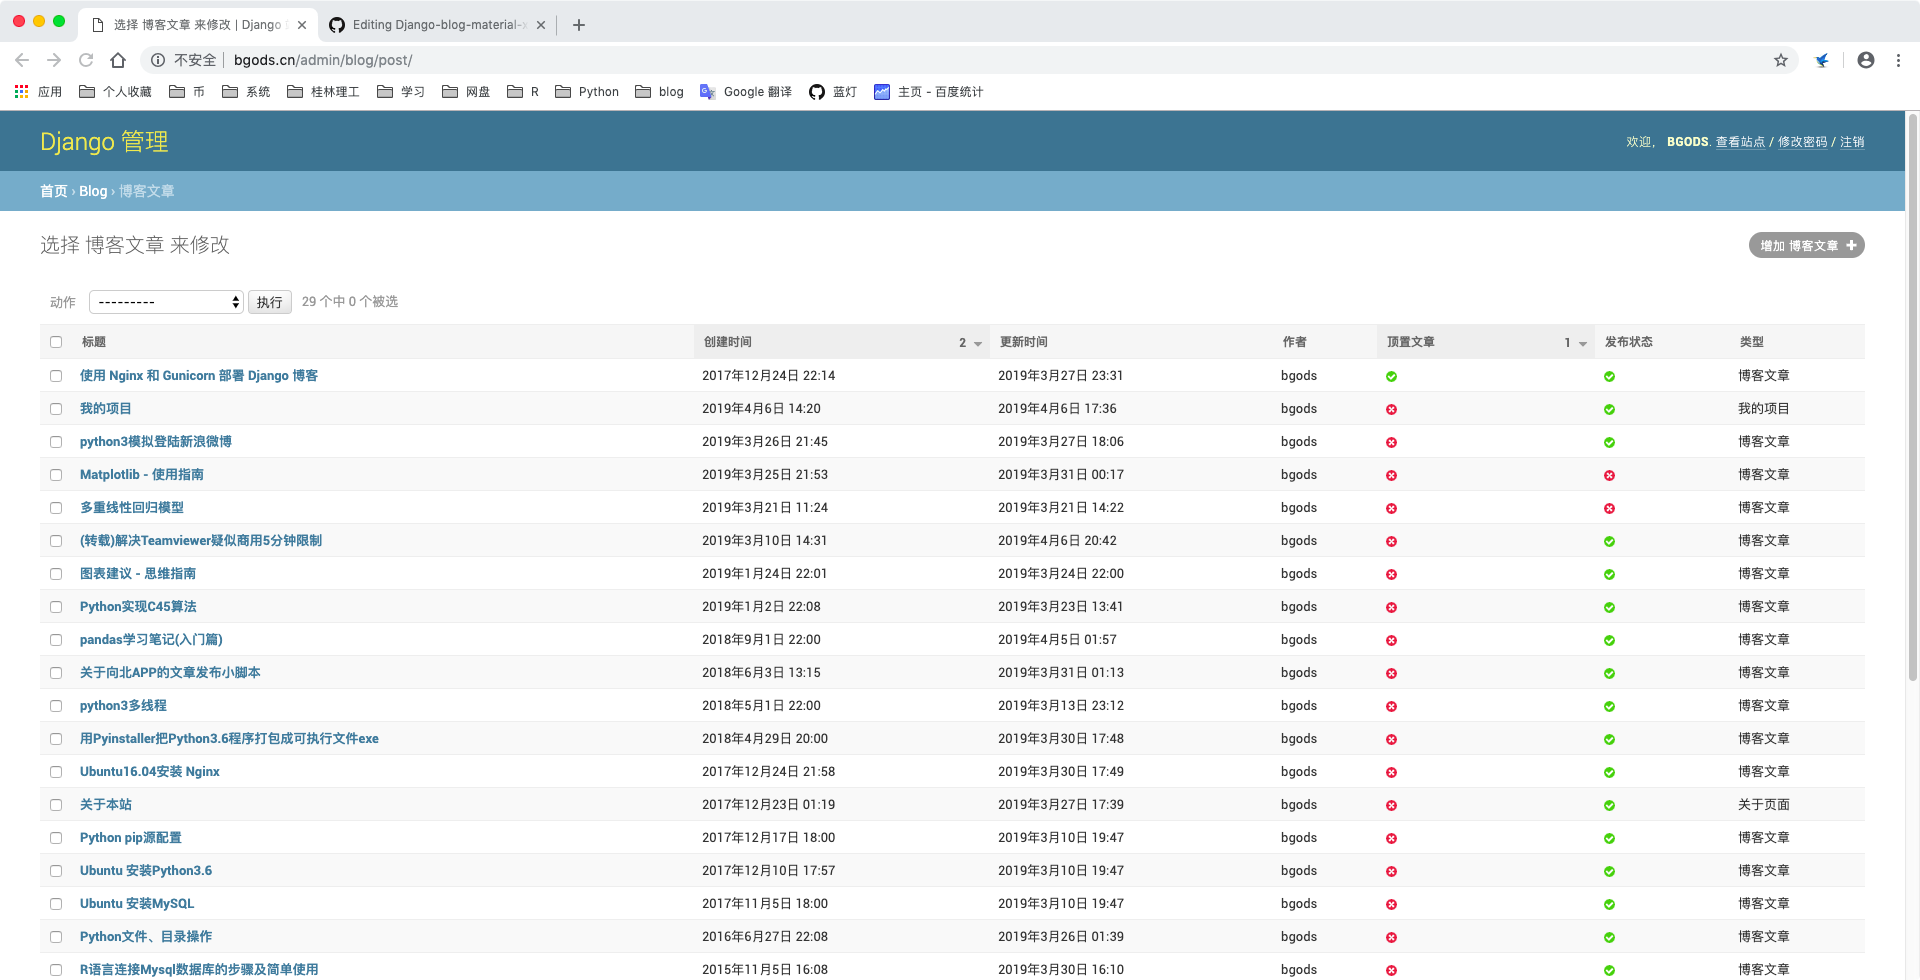 选择 博客文章 来修改 | Django
Editing Django-blog-material-x
不安全 bgods.cn/admin/blog/post/
应用 个人收藏 币 系统 桂林理工 学习 网盘 R Python blog Google 翻译 蓝灯 主页 - 百度统计
Django 管理
欢迎， BGODS. 查看站点 / 修改密码 / 注销
首页 › Blog › 博客文章
选择 博客文章 来修改
增加 博客文章
动作 --------- 执行 29 个中 0 个被选
标题 创建时间 2 更新时间 作者 顶置文章 1 发布状态 类型
使用 Nginx 和 Gunicorn 部署 Django 博客 2017年12月24日 22:14 2019年3月27日 23:31 bgods 博客文章
我的项目 2019年4月6日 14:20 2019年4月6日 17:36 bgods 我的项目
python3模拟登陆新浪微博 2019年3月26日 21:45 2019年3月27日 18:06 bgods 博客文章
Matplotlib - 使用指南 2019年3月25日 21:53 2019年3月31日 00:17 bgods 博客文章
多重线性回归模型 2019年3月21日 11:24 2019年3月21日 14:22 bgods 博客文章
(转载)解决Teamviewer疑似商用5分钟限制 2019年3月10日 14:31 2019年4月6日 20:42 bgods 博客文章
图表建议 - 思维指南 2019年1月24日 22:01 2019年3月24日 22:00 bgods 博客文章
Python实现C45算法 2019年1月2日 22:08 2019年3月23日 13:41 bgods 博客文章
pandas学习笔记(入门篇) 2018年9月1日 22:00 2019年4月5日 01:57 bgods 博客文章
关于向北APP的文章发布小脚本 2018年6月3日 13:15 2019年3月31日 01:13 bgods 博客文章
python3多线程 2018年5月1日 22:00 2019年3月13日 23:12 bgods 博客文章
用Pyinstaller把Python3.6程序打包成可执行文件exe 2018年4月29日 20:00 2019年3月30日 17:48 bgods 博客文章
Ubuntu16.04安装 Nginx 2017年12月24日 21:58 2019年3月30日 17:49 bgods 博客文章
关于本站 2017年12月23日 01:19 2019年3月27日 17:39 bgods 关于页面
Python pip源配置 2017年12月17日 18:00 2019年3月10日 19:47 bgods 博客文章
Ubuntu 安装Python3.6 2017年12月10日 17:57 2019年3月10日 19:47 bgods 博客文章
Ubuntu 安装MySQL 2017年11月5日 18:00 2019年3月10日 19:47 bgods 博客文章
Python文件、目录操作 2016年6月27日 22:08 2019年3月26日 01:39 bgods 博客文章
R语言连接Mysql数据库的步骤及简单使用 2015年11月5日 16:08 2019年3月30日 16:10 bgods 博客文章